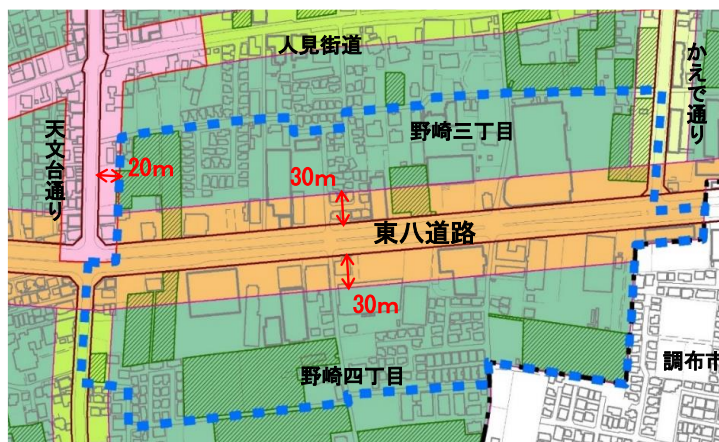 人見街道
かえで通り
天文台通り
野崎三丁目
20m
30m
東八道路
30m
野崎四丁目
調布市